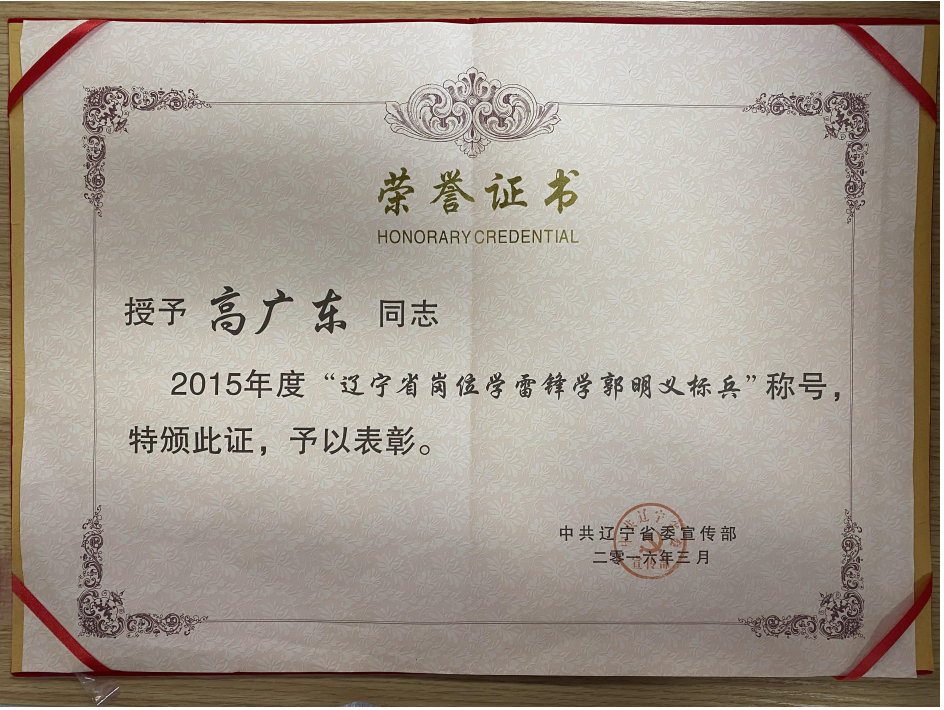 荣誉证书
HONORARY CREDENTIAL
授予 高广东 同志
2015年度“辽宁省岗位学雷锋学郭明义标兵”称号，
特颁此证，予以表彰。
中共辽宁省委宣传部
二零一六年三月
宣传部